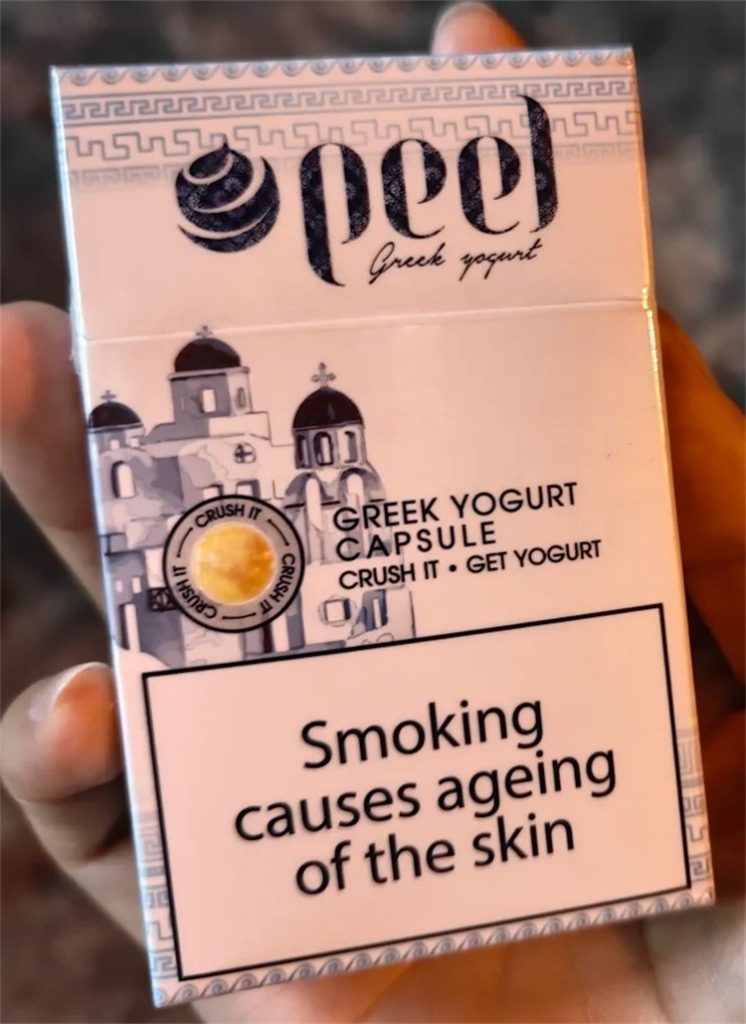 peel
Greek yogurt
CRUSH IT
CRUSH IT
CRUSH IT
GREEK YOGURT
CAPSULE
CRUSH IT • GET YOGURT
Smoking
causes ageing
of the skin